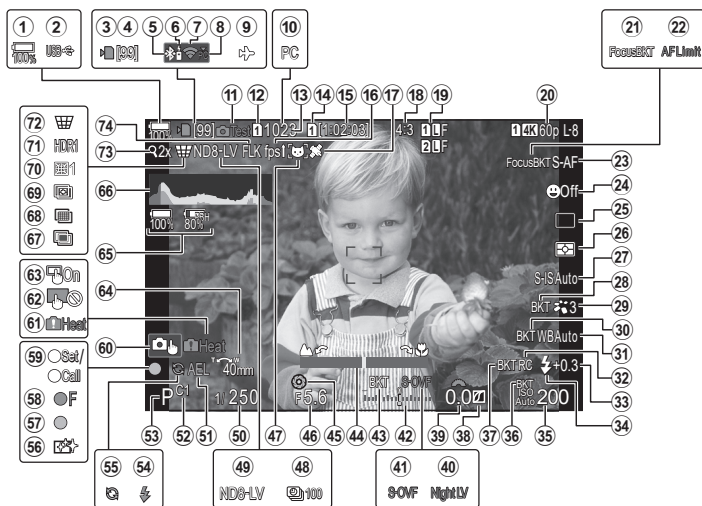 1 2 3 4 5 6 7 8 9 10 21 22
100% USB [99] PC FocusBKT AFLimit
11 12 13 14 15 16 17 18 19 20
100% [99] Test 1 1023 1 [1:02:03] 4:3 1 L F 1 4K 60p L-8
2 L F
72 74
71 HDR1 73 2x ND8-LV FLK fps FocusBKT S-AF 23
70 1 66 Off 24
69 25
68 100% 80% 26
67 65 S-IS Auto 27
63 On 64 28
62 BKT 3 29
61 Heat Heat 30
60 BKT WB Auto 31
59 Set/ AEL 40mm T W BKT S-OVF BKT RC +0.3 32
Call 33
58 F P C1 1/ 250 F5.6 0.0 BKT ISO Auto 200
57 34
56 53 52 51 50 47 46 45 44 43 42 39 38 37 36 35
55 54 49 48 41 40
ND8-LV 100 S-OVF Night LV